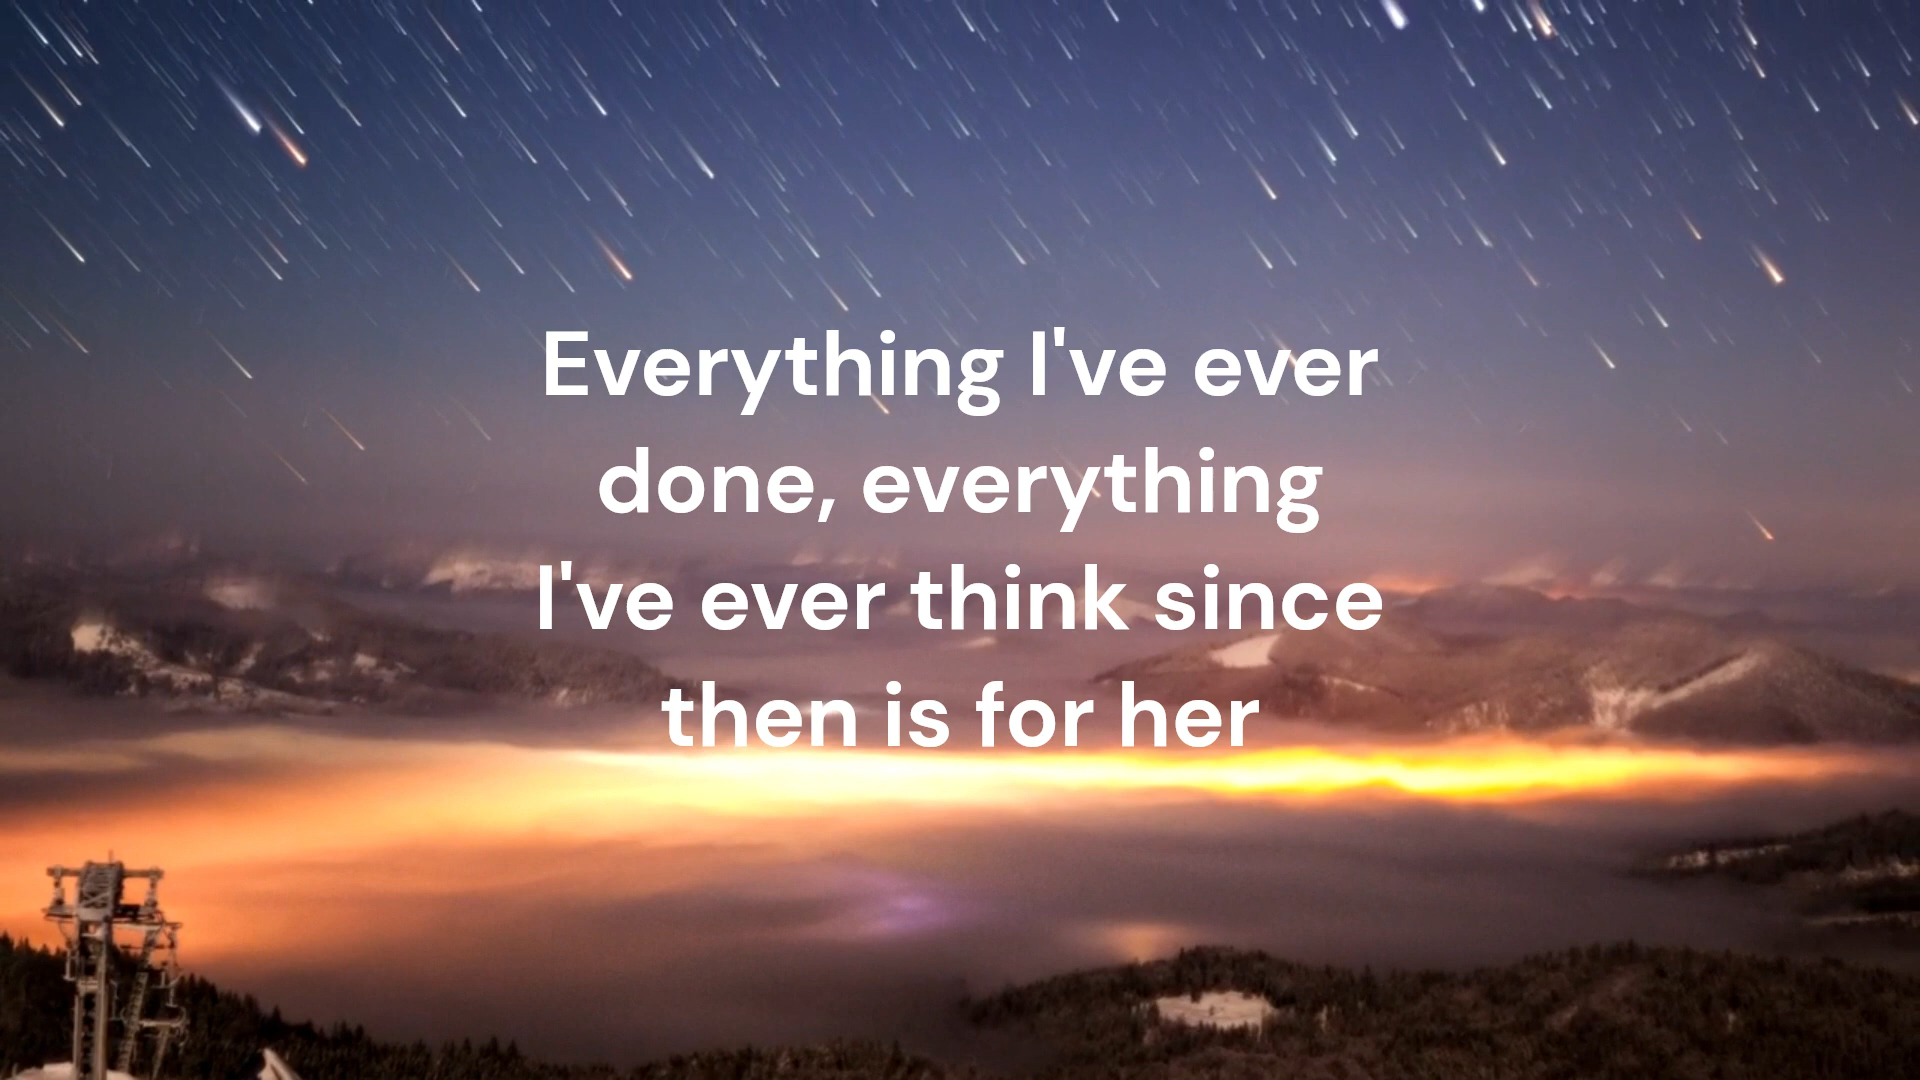 Everything I've ever
done, everything
I've ever think since
then is for her